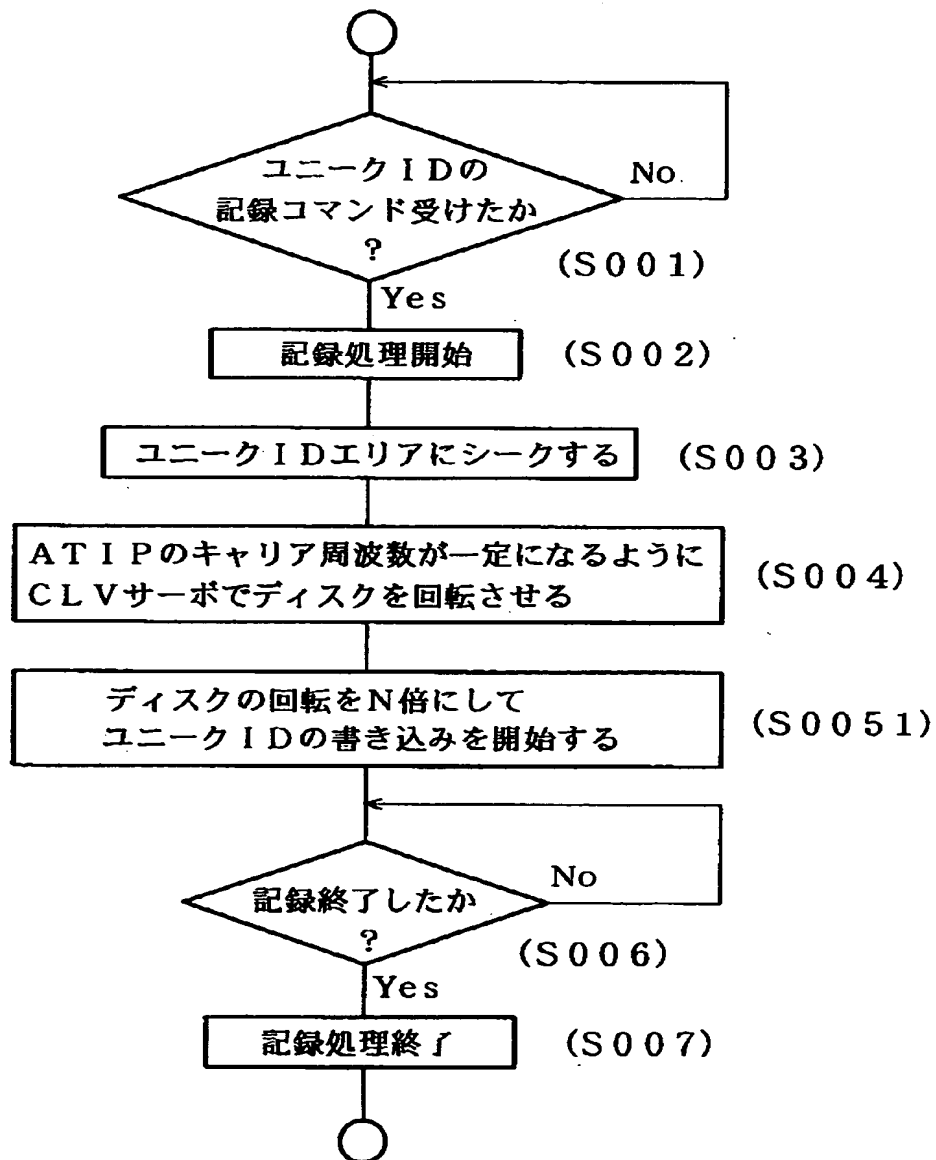 ユニークＩＤの
No
記録コマンド受けたか
?
(S001)
Yes
記録処理開始
(S002)
ユニークＩＤエリアにシークする
(S003)
ＡＴＩＰのキャリア周波数が一定になるように
ＣＬＶサーボでディスクを回転させる
(S004)
ディスクの回転をN倍にして
ユニークＩＤの書き込みを開始する
(S0051)
No
記録終了したか
?
(S006)
Yes
記録処理終了
(S007)